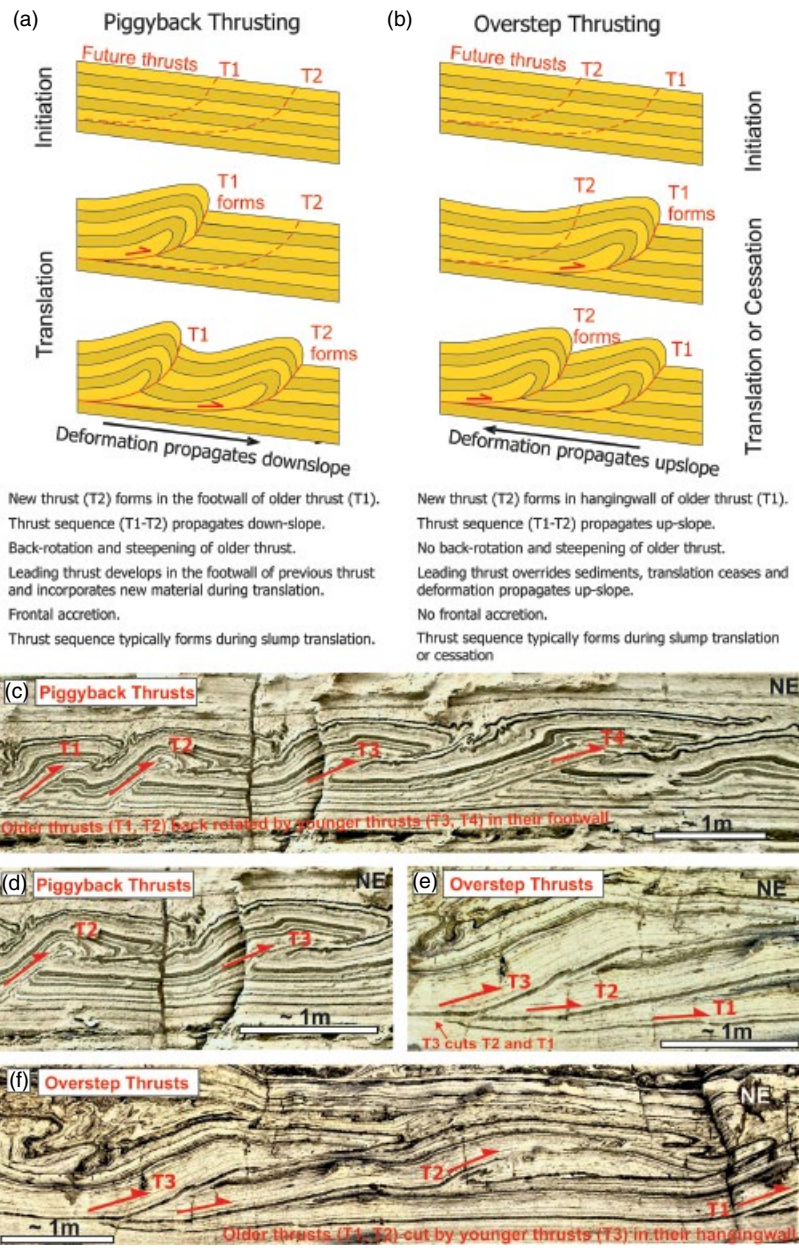 (a)
Piggyback Thrusting
Initiation
Future thrusts
T1
T2
Translation
T1
forms
T2
T1
T2
forms
Deformation propagates downslope
New thrust (T2) forms in the footwall of older thrust (T1).
Thrust sequence (T1-T2) propagates down-slope.
Back-rotation and steepening of older thrust.
Leading thrust develops in the footwall of previous thrust
and incorporates new material during translation.
Frontal accretion.
Thrust sequence typically forms during slump translation.
(b)
Overstep Thrusting
Future thrusts
T2
T1
Initiation
T2
T1
forms
Translation or Cessation
T2
forms
T1
Deformation propagates upslope
New thrust (T2) forms in hangingwall of older thrust (T1).
Thrust sequence (T1-T2) propagates up-slope.
No back-rotation and steepening of older thrust.
Leading thrust overrides sediments, translation ceases and
deformation propagates up-slope.
No frontal accretion.
Thrust sequence typically forms during slump translation
or cessation
(c)
Piggyback Thrusts
NE
T1
T2
T3
T4
Older thrusts (T1, T2) back rotated by younger thrusts (T3, T4) in their footwall
~ 1m
(d)
Piggyback Thrusts
NE
T2
T3
~ 1m
(e)
Overstep Thrusts
NE
T3
T2
T1
T3 cuts T2 and T1
~ 1m
(f)
Overstep Thrusts
NE
T3
T2
T1
~ 1m
Older thrusts (T1, T2) cut by younger thrusts (T3) in their hangingwall